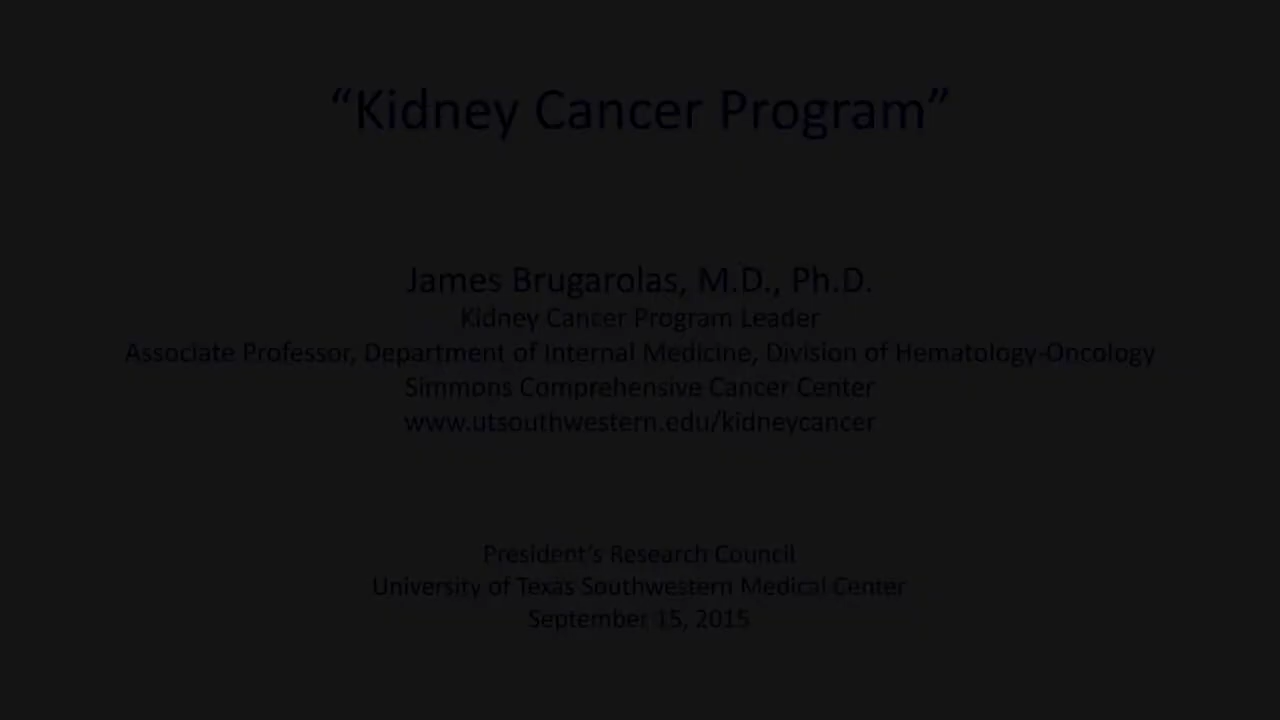 “Kidney Cancer Program”
James Brugarolas, M.D., Ph.D.
Kidney Cancer Program Leader
Associate Professor, Department of Internal Medicine, Division of Hematology-Oncology
Simmons Comprehensive Cancer Center
www.utsouthwestern.edu/kidneycancer
President’s Research Council
University of Texas Southwestern Medical Center
September 15, 2015